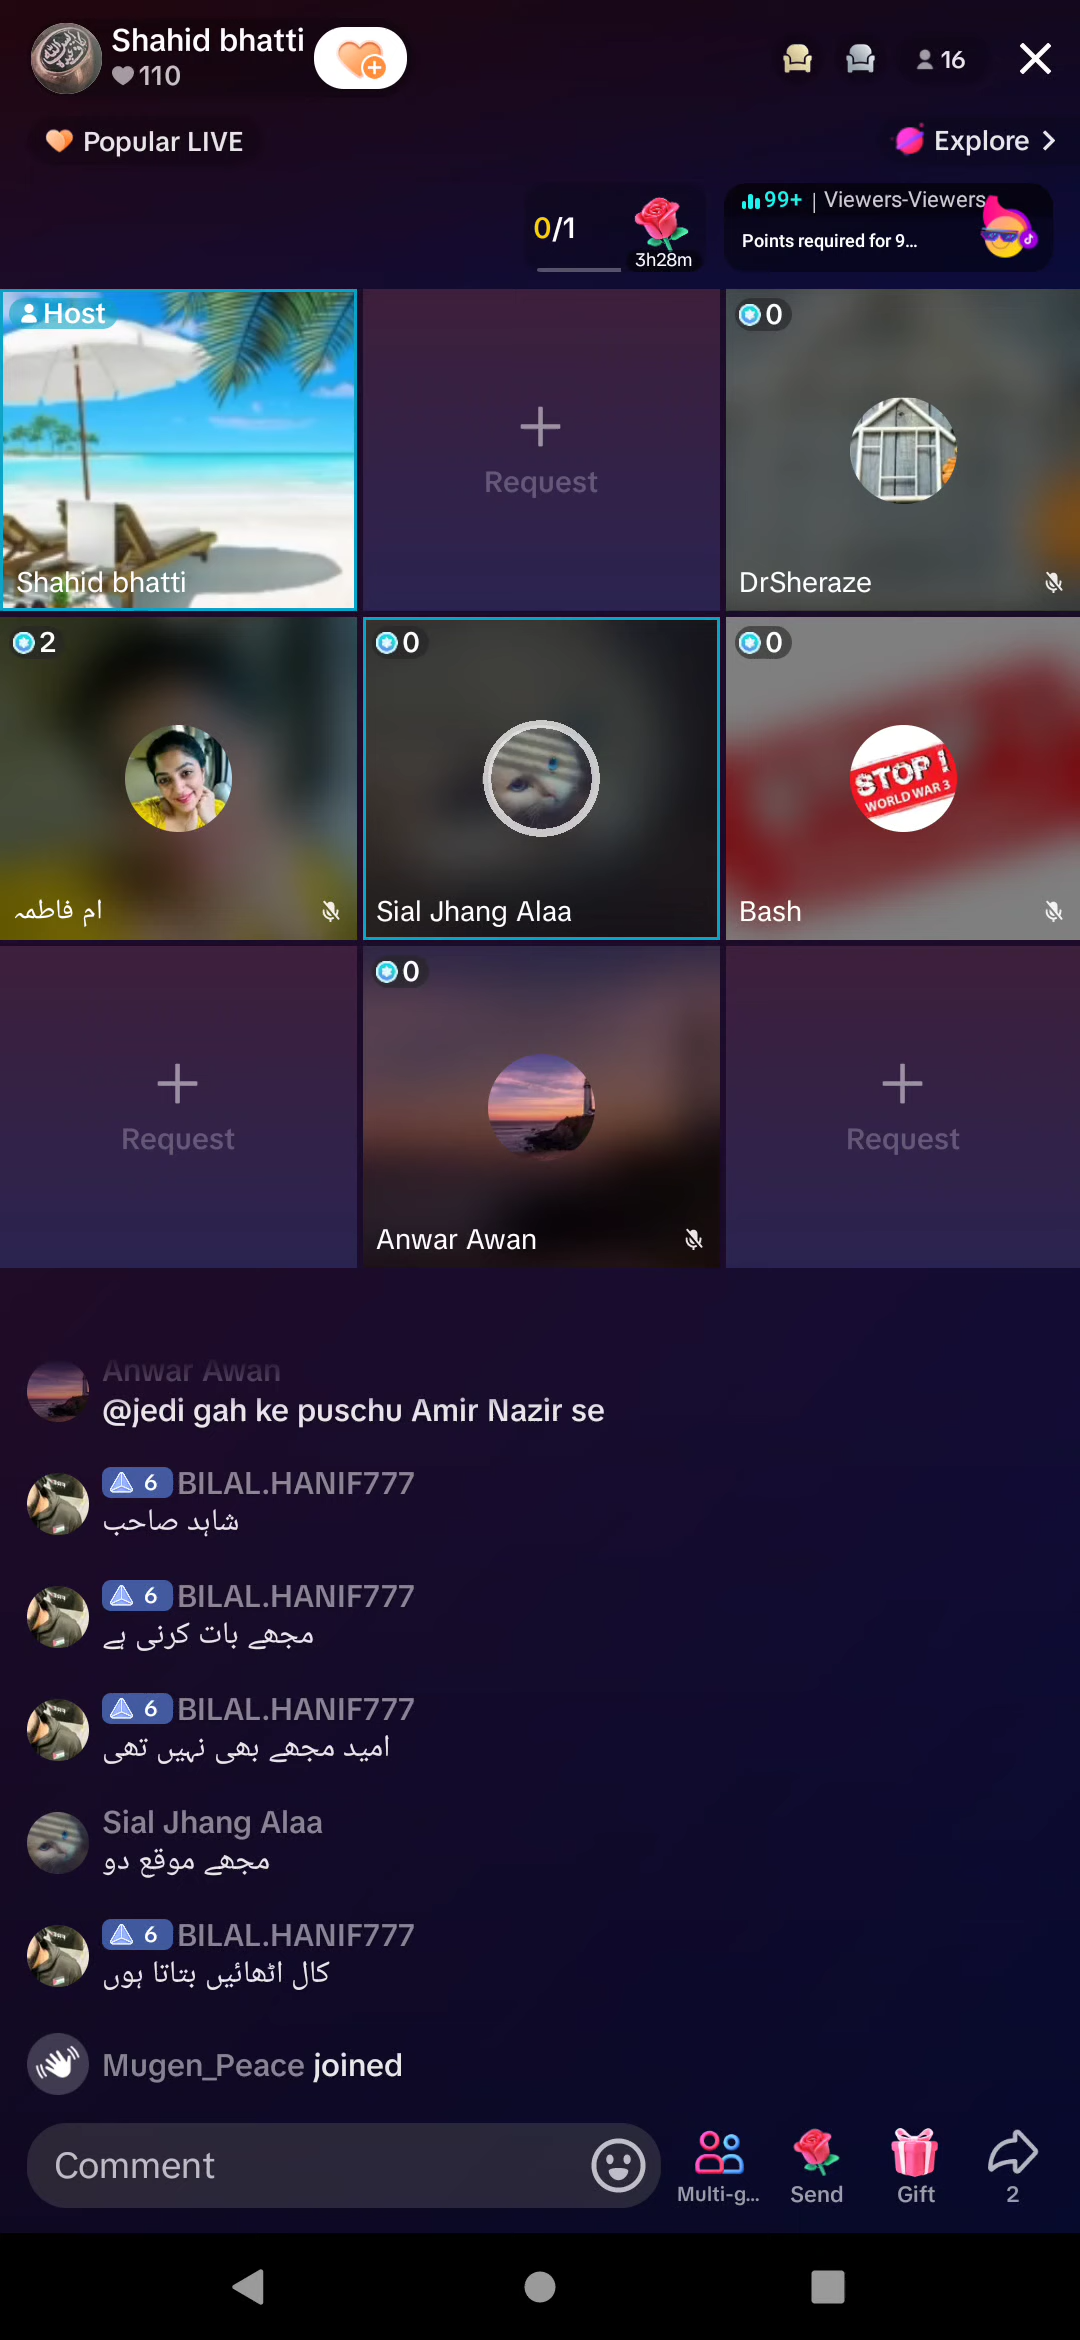 Shahid bhatti
110
16
Popular LIVE
Explore
0/1
3h28m
99+ | Viewers-Viewers
Points required for 9...
Host
Shahid bhatti
Request
0
DrSheraze
2
ام فاطمہ
0
Sial Jhang Alaa
0
STOP !
WORLD WAR 3
Bash
Request
0
Anwar Awan
Request
Anwar Awan
@jedi gah ke puschu Amir Nazir se
6 BILAL.HANIF777
شاہد صاحب
6 BILAL.HANIF777
مجھے بات کرنی ہے
6 BILAL.HANIF777
امید مجھے بھی نہیں تھی
Sial Jhang Alaa
مجھے موقع دو
6 BILAL.HANIF777
کال اٹھائیں بتاتا ہوں
Mugen_Peace joined
Comment
Multi-g...
Send
Gift
2